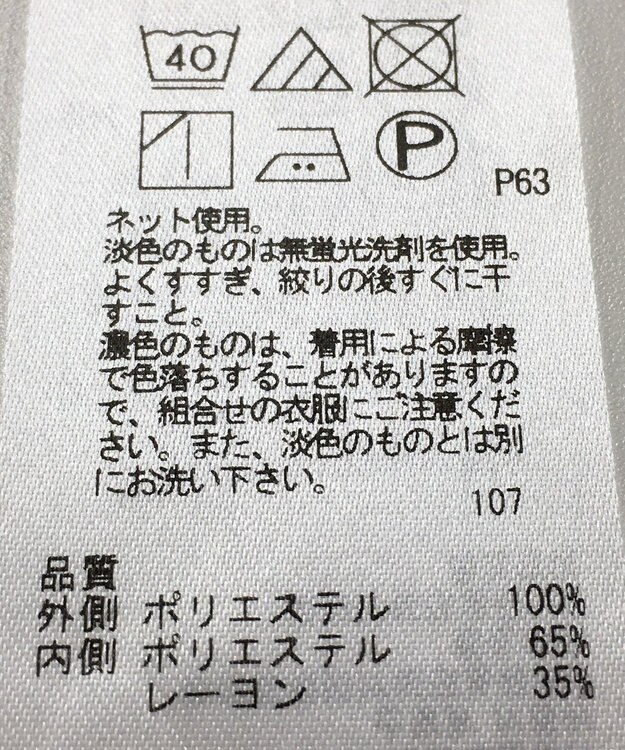 40
P
P63
ネット使用。
淡色のものは無蛍光洗剤を使用。
よくすすぎ、絞りの後すぐに干
すこと。
濃色のものは、着用による摩擦
で色落ちすることがありますの
で、組合せの衣服にご注意くだ
さい。また、淡色のものとは別
にお洗い下さい。
107
品質
外側 ポリエステル 100%
内側 ポリエステル 65%
レーヨン 35%